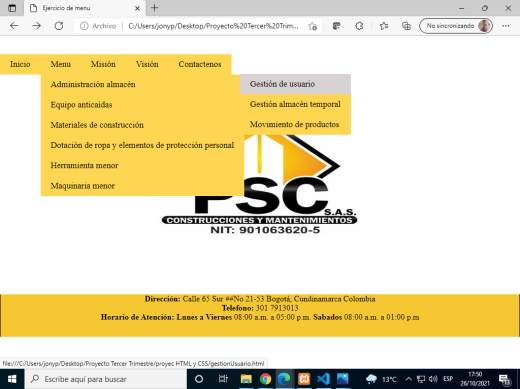 Ejercicio de menu
Archivo
C:/Users/jonyp/Desktop/Proyecto%20Tercer%20Trim...
No sincronizando
Inicio
Menu
Misión
Visión
Contactenos
Administración almacén
Gestión de usuario
Equipo anticaídas
Gestión almacén temporal
Materiales de construcción
Movimiento de productos
Dotación de ropa y elementos de protección personal
Herramienta menor
Maquinaria menor
PSC S.A.S.
CONSTRUCCIONES Y MANTENIMIENTOS
NIT: 901063620-5
Dirección: Calle 65 Sur ##No 21-53 Bogotá, Cundinamarca Colombia
Telefono: 301 7913013
Horario de Atención: Lunes a Viernes 08:00 a.m. a 05:00 p.m. Sabados 08:00 a.m. a 01:00 p.m
file:///C:/Users/jonyp/Desktop/Proyecto Tercer Trimestre/proyec HTML y CSS/gestionUsuario.html
Escribe aquí para buscar
13°C
ESP
17:50
26/10/2021